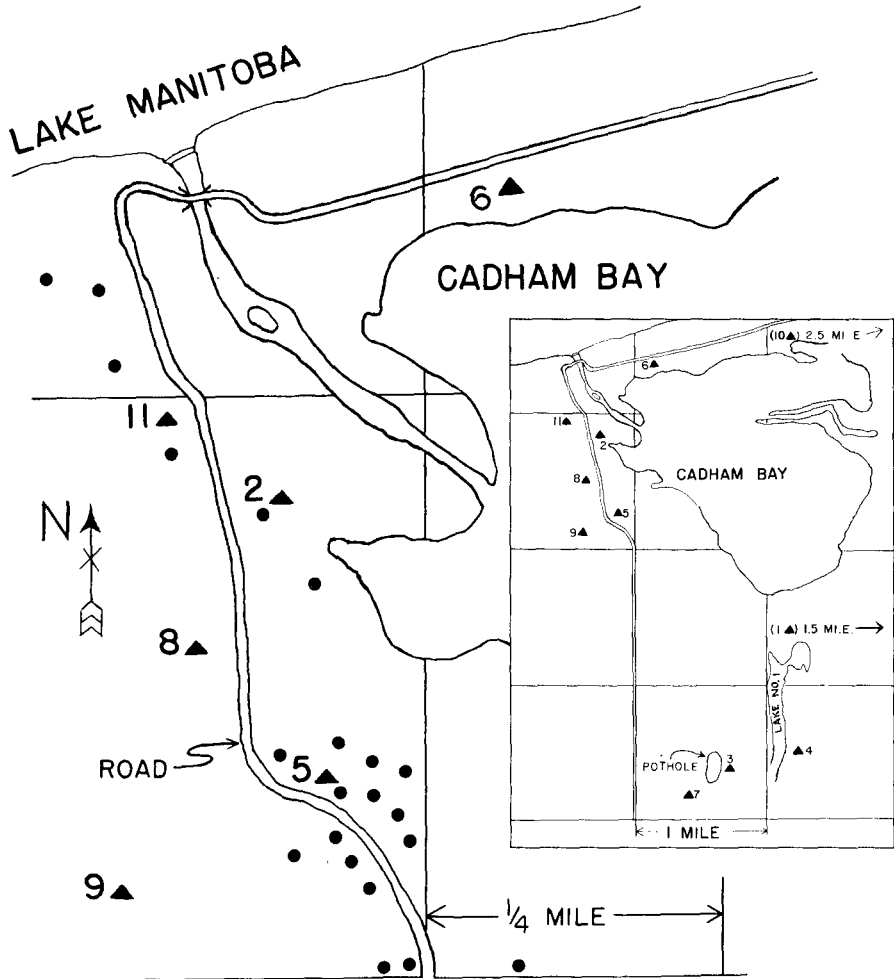 LAKE MANITOBA
6
CADHAM BAY
11
2
N
8
ROAD
5
9
1/4 MILE
(10▲) 2.5 MI E
6
11
2
CADHAM BAY
8
5
9
(1▲) 1.5 MI.E.
LAKE NO. 1
POTHOLE
3
4
7
1 MILE